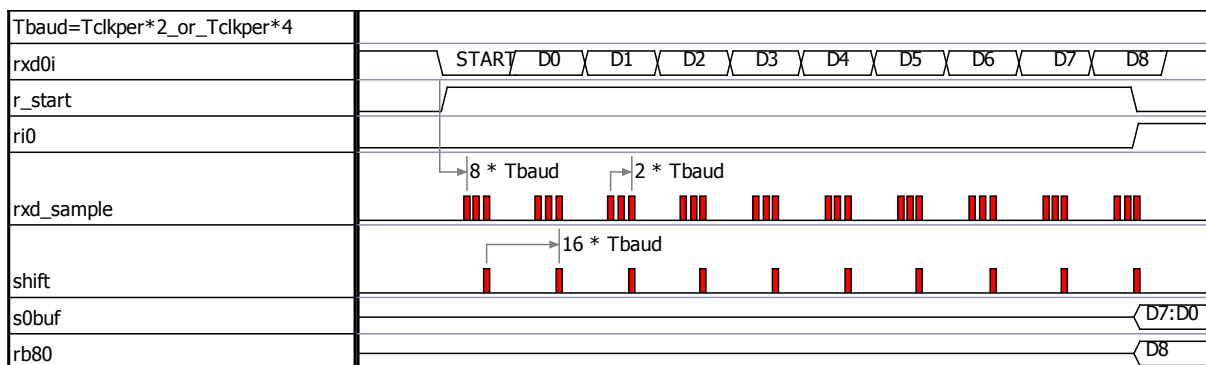 Tbaud=Tclkper*2_or_Tclkper*4
rxd0i START D0 D1 D2 D3 D4 D5 D6 D7 D8
r_start
ri0
8 * Tbaud 2 * Tbaud
rxd_sample
16 * Tbaud
shift
s0buf D7:D0
rb80 D8